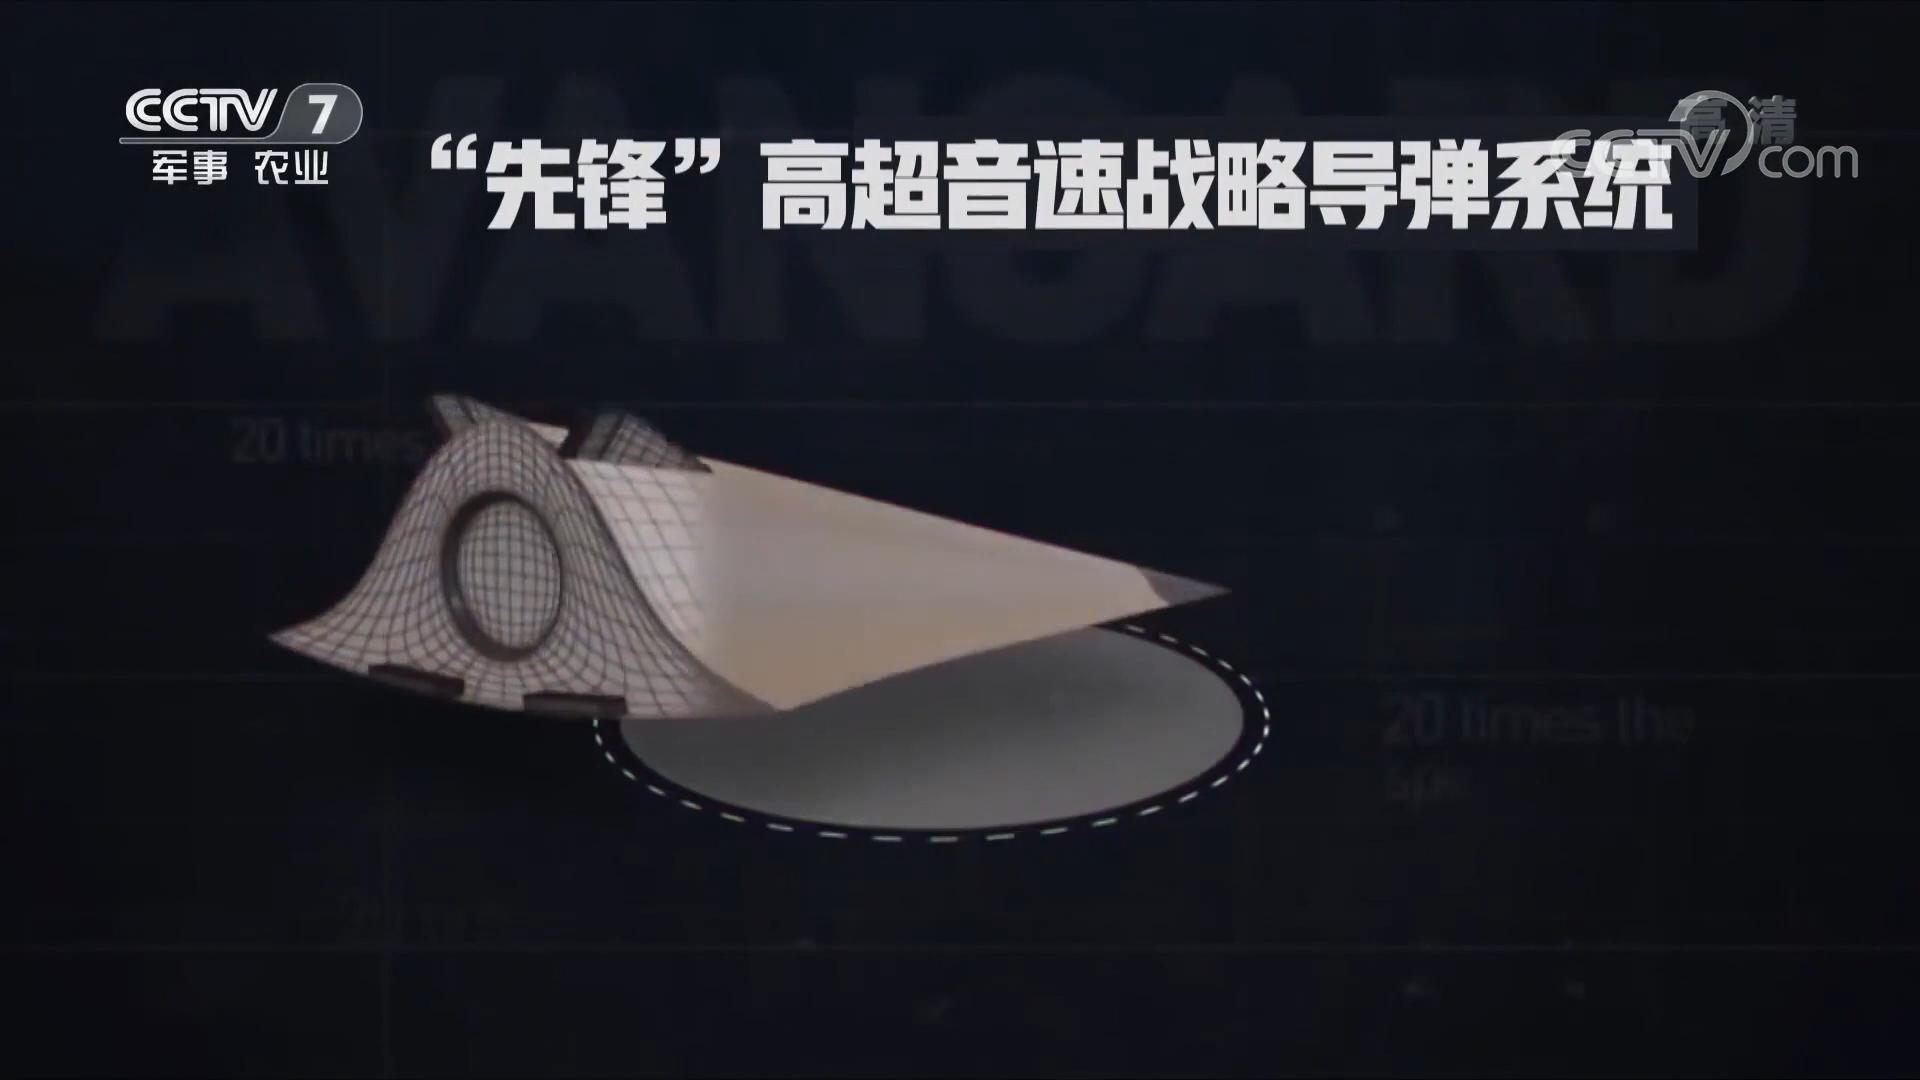 CCTV 7
军事 农业
高清
CCTV.com
“先锋”高超音速战略导弹系统
AVANGARD
20 times
20 times the